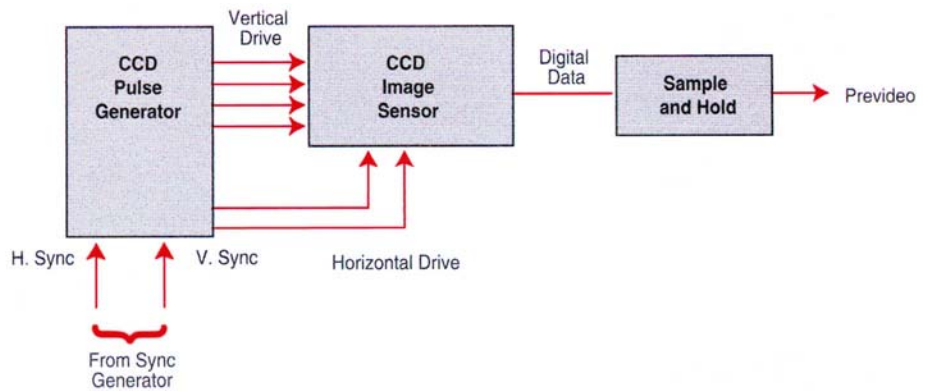 Vertical
Drive
CCD
Pulse
Generator
CCD
Image
Sensor
Digital
Data
Sample
and Hold
Prevideo
H. Sync
V. Sync
Horizontal Drive
From Sync
Generator